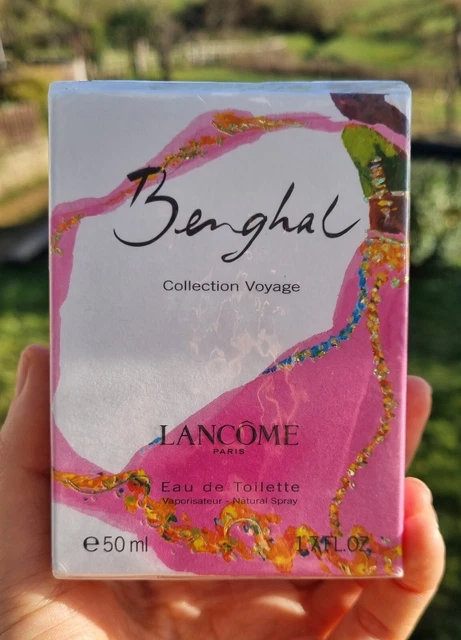 Benghal
Collection Voyage
LANCÔME
PARIS
Eau de Toilette
Vaporisateur - Natural Spray
e 50 ml 1.7 FL.OZ